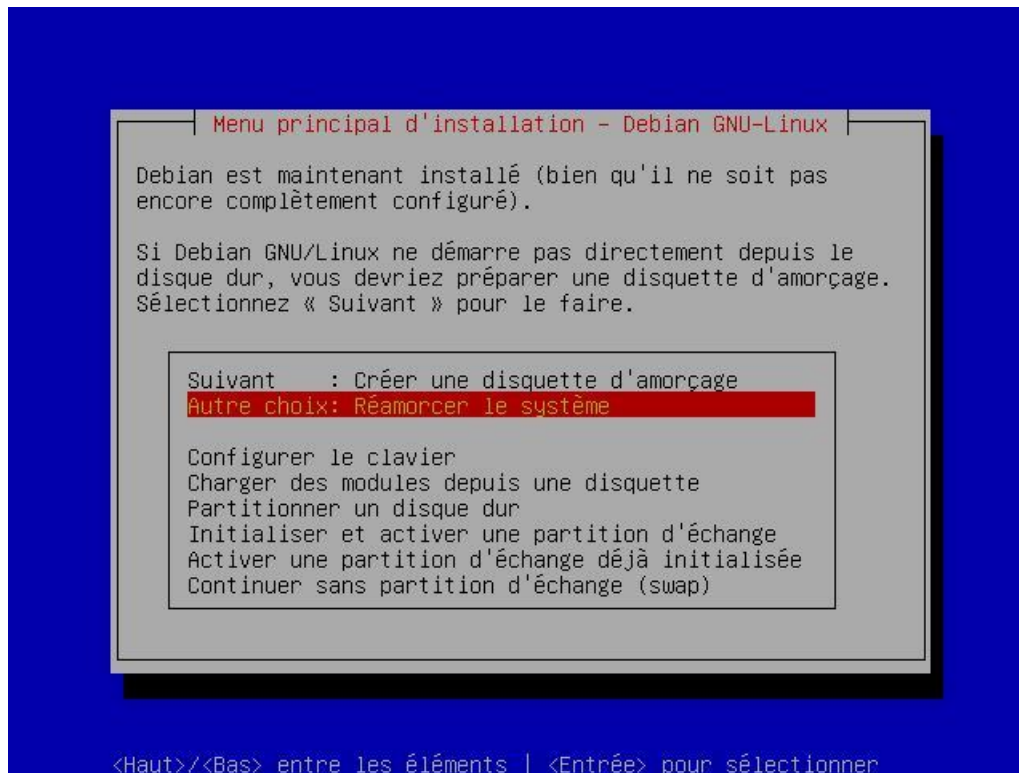 Menu principal d'installation – Debian GNU-Linux
Debian est maintenant installé (bien qu'il ne soit pas
encore complètement configuré).
Si Debian GNU/Linux ne démarre pas directement depuis le
disque dur, vous devriez préparer une disquette d'amorçage.
Sélectionnez « Suivant » pour le faire.
Suivant    : Créer une disquette d'amorçage
Autre choix: Réamorcer le système
Configurer le clavier
Charger des modules depuis une disquette
Partitionner un disque dur
Initialiser et activer une partition d'échange
Activer une partition d'échange déjà initialisée
Continuer sans partition d'échange (swap)
<Haut>/<Bas> entre les éléments | <Entrée> pour sélectionner